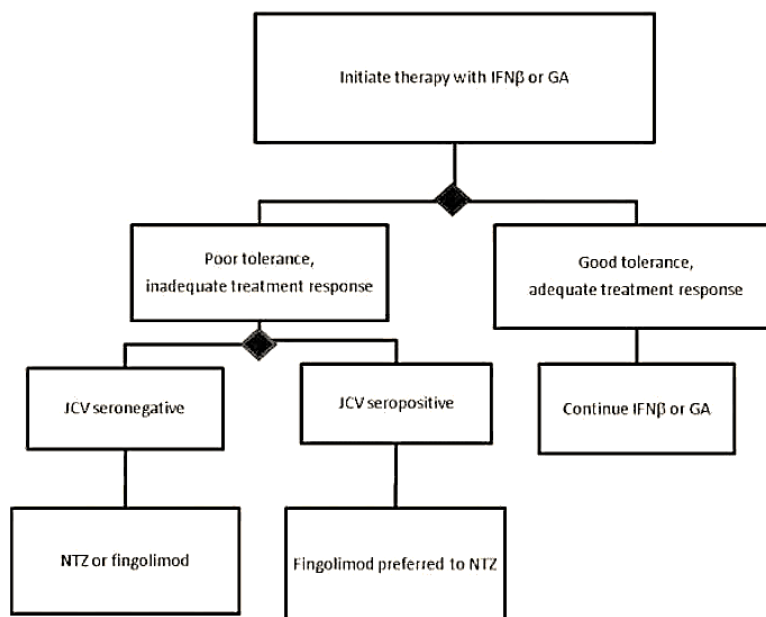 Initiate therapy with IFNβ or GA
Poor tolerance,
inadequate treatment response
Good tolerance,
adequate treatment response
JCV seronegative
JCV seropositive
Continue IFNβ or GA
NTZ or fingolimod
Fingolimod preferred to NTZ